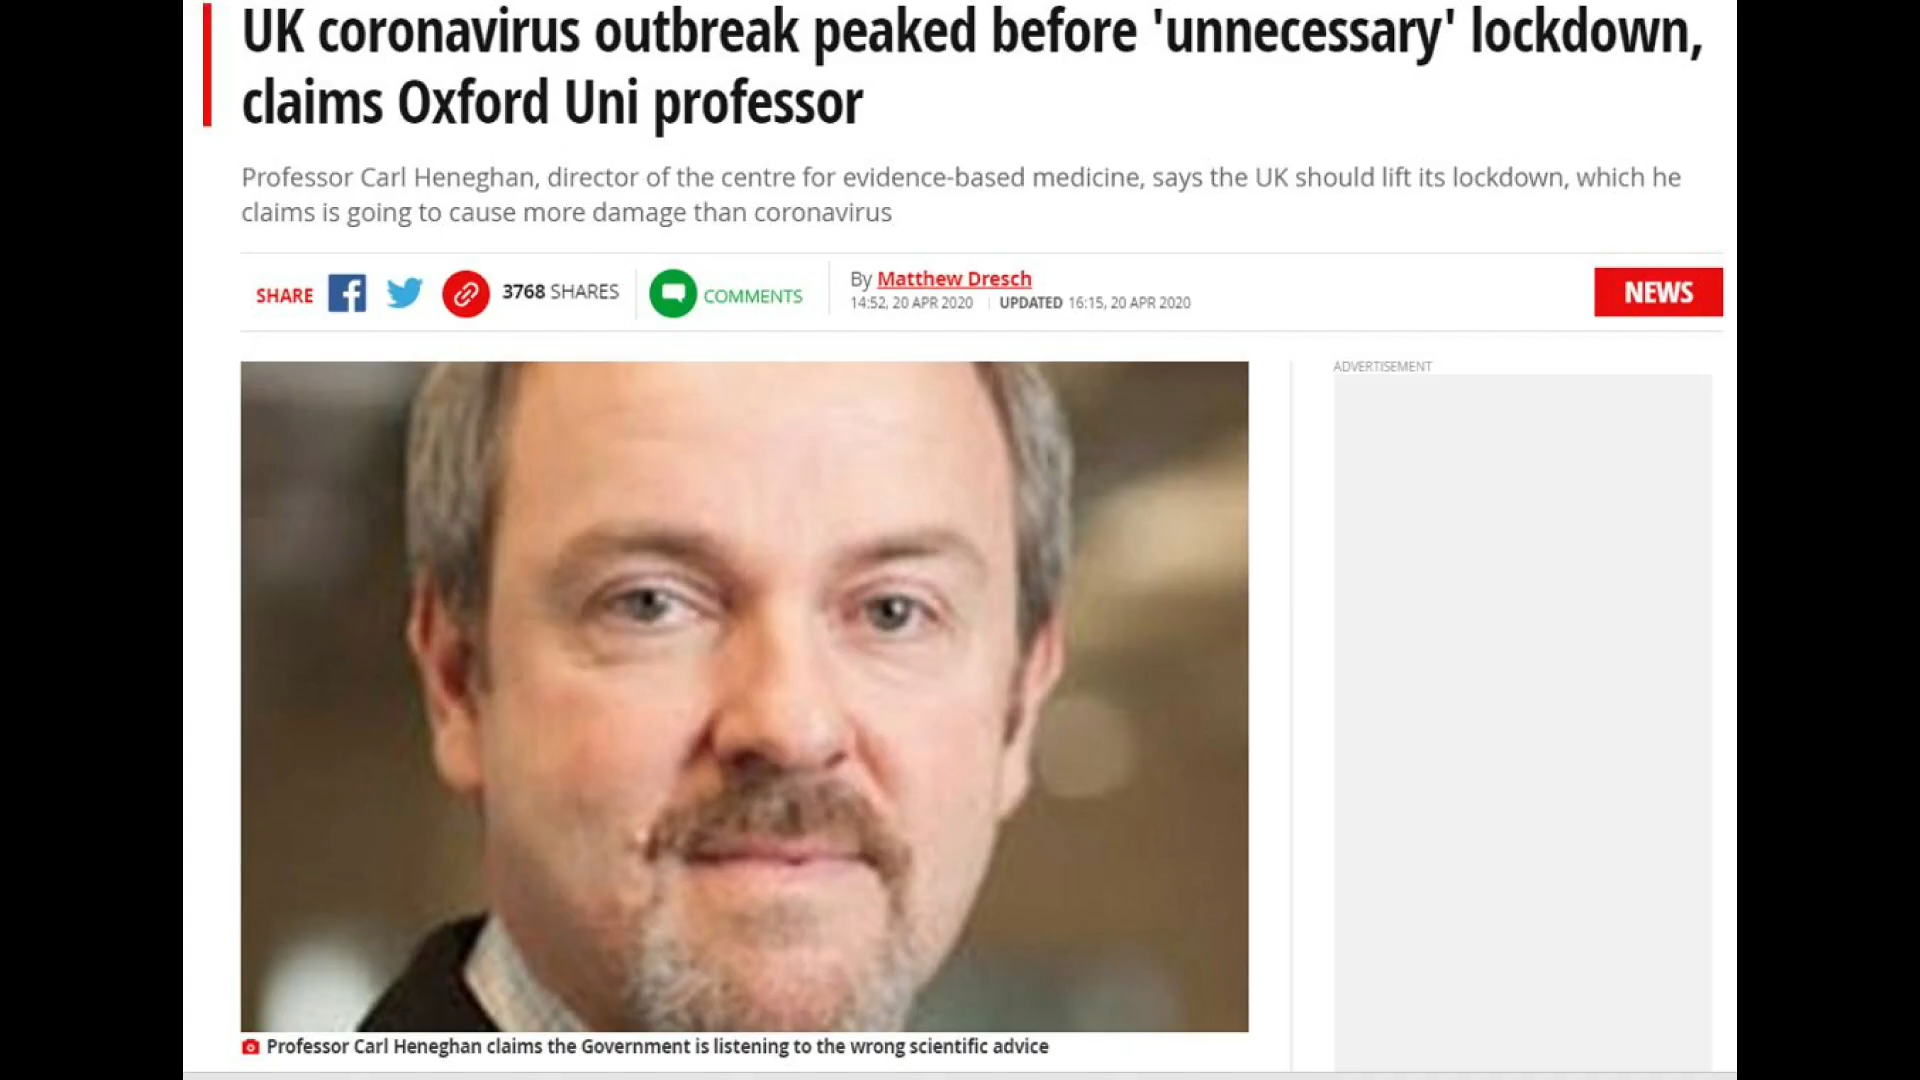 UK coronavirus outbreak peaked before 'unnecessary' lockdown,
claims Oxford Uni professor
Professor Carl Heneghan, director of the centre for evidence-based medicine, says the UK should lift its lockdown, which he
claims is going to cause more damage than coronavirus
SHARE
3768 SHARES
COMMENTS
By Matthew Dresch
14:52, 20 APR 2020 | UPDATED 16:15, 20 APR 2020
NEWS
ADVERTISEMENT
Professor Carl Heneghan claims the Government is listening to the wrong scientific advice